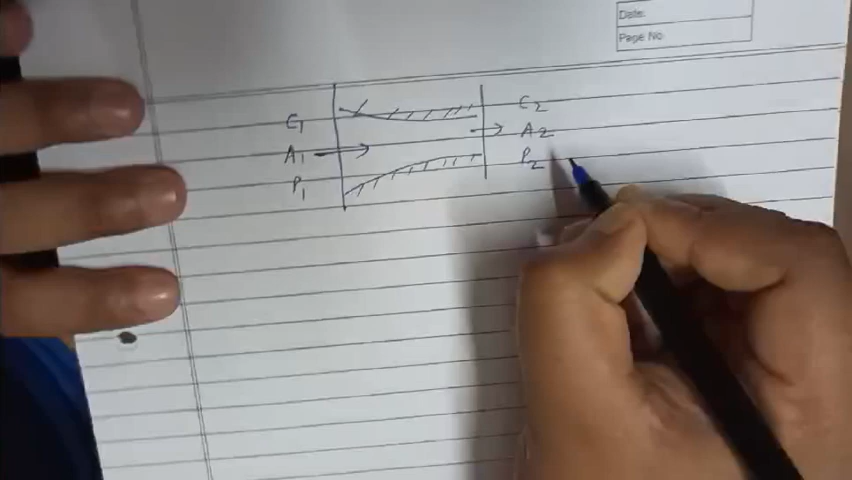 Date:
Page No
C1 C2
A1 A2
P1 P2